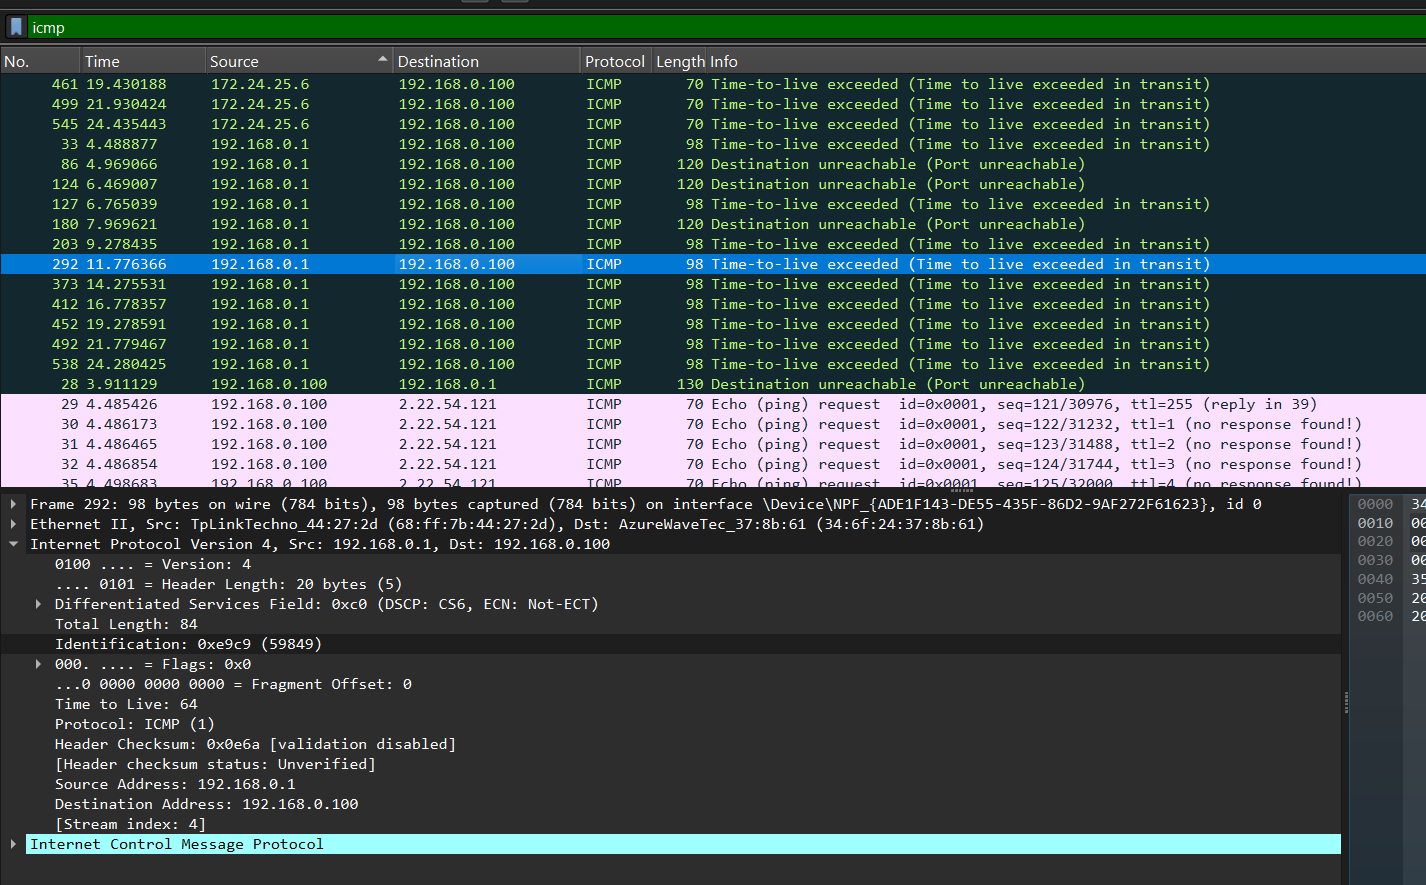 icmp
No. Time Source Destination Protocol Length Info
461 19.430188 172.24.25.6 192.168.0.100 ICMP 70 Time-to-live exceeded (Time to live exceeded in transit)
499 21.930424 172.24.25.6 192.168.0.100 ICMP 70 Time-to-live exceeded (Time to live exceeded in transit)
545 24.435443 172.24.25.6 192.168.0.100 ICMP 70 Time-to-live exceeded (Time to live exceeded in transit)
33 4.488877 192.168.0.1 192.168.0.100 ICMP 98 Time-to-live exceeded (Time to live exceeded in transit)
86 4.969066 192.168.0.1 192.168.0.100 ICMP 120 Destination unreachable (Port unreachable)
124 6.469007 192.168.0.1 192.168.0.100 ICMP 120 Destination unreachable (Port unreachable)
127 6.765039 192.168.0.1 192.168.0.100 ICMP 98 Time-to-live exceeded (Time to live exceeded in transit)
180 7.969621 192.168.0.1 192.168.0.100 ICMP 120 Destination unreachable (Port unreachable)
203 9.278435 192.168.0.1 192.168.0.100 ICMP 98 Time-to-live exceeded (Time to live exceeded in transit)
292 11.776366 192.168.0.1 192.168.0.100 ICMP 98 Time-to-live exceeded (Time to live exceeded in transit)
373 14.275531 192.168.0.1 192.168.0.100 ICMP 98 Time-to-live exceeded (Time to live exceeded in transit)
412 16.778357 192.168.0.1 192.168.0.100 ICMP 98 Time-to-live exceeded (Time to live exceeded in transit)
452 19.278591 192.168.0.1 192.168.0.100 ICMP 98 Time-to-live exceeded (Time to live exceeded in transit)
492 21.779467 192.168.0.1 192.168.0.100 ICMP 98 Time-to-live exceeded (Time to live exceeded in transit)
538 24.280425 192.168.0.1 192.168.0.100 ICMP 98 Time-to-live exceeded (Time to live exceeded in transit)
28 3.911129 192.168.0.100 192.168.0.1 ICMP 130 Destination unreachable (Port unreachable)
29 4.485426 192.168.0.100 2.22.54.121 ICMP 70 Echo (ping) request id=0x0001, seq=121/30976, ttl=255 (reply in 39)
30 4.486173 192.168.0.100 2.22.54.121 ICMP 70 Echo (ping) request id=0x0001, seq=122/31232, ttl=1 (no response found!)
31 4.486465 192.168.0.100 2.22.54.121 ICMP 70 Echo (ping) request id=0x0001, seq=123/31488, ttl=2 (no response found!)
32 4.486854 192.168.0.100 2.22.54.121 ICMP 70 Echo (ping) request id=0x0001, seq=124/31744, ttl=3 (no response found!)
35 4.498683 192.168.0.100 2.22.54.121 ICMP 70 Echo (ping) request id=0x0001, seq=125/32000, ttl=4 (no response found!)
Frame 292: 98 bytes on wire (784 bits), 98 bytes captured (784 bits) on interface \Device\NPF_{ADE1F143-DE55-435F-86D2-9AF272F61623}, id 0
Ethernet II, Src: TpLinkTechno_44:27:2d (68:ff:7b:44:27:2d), Dst: AzureWaveTec_37:8b:61 (34:6f:24:37:8b:61)
Internet Protocol Version 4, Src: 192.168.0.1, Dst: 192.168.0.100
0100 .... = Version: 4
.... 0101 = Header Length: 20 bytes (5)
Differentiated Services Field: 0xc0 (DSCP: CS6, ECN: Not-ECT)
Total Length: 84
Identification: 0xe9c9 (59849)
000. .... = Flags: 0x0
...0 0000 0000 0000 = Fragment Offset: 0
Time to Live: 64
Protocol: ICMP (1)
Header Checksum: 0x0e6a [validation disabled]
[Header checksum status: Unverified]
Source Address: 192.168.0.1
Destination Address: 192.168.0.100
[Stream index: 4]
Internet Control Message Protocol
0000 34
0010 00
0020 00
0030 00
0040 35
0050 20
0060 20